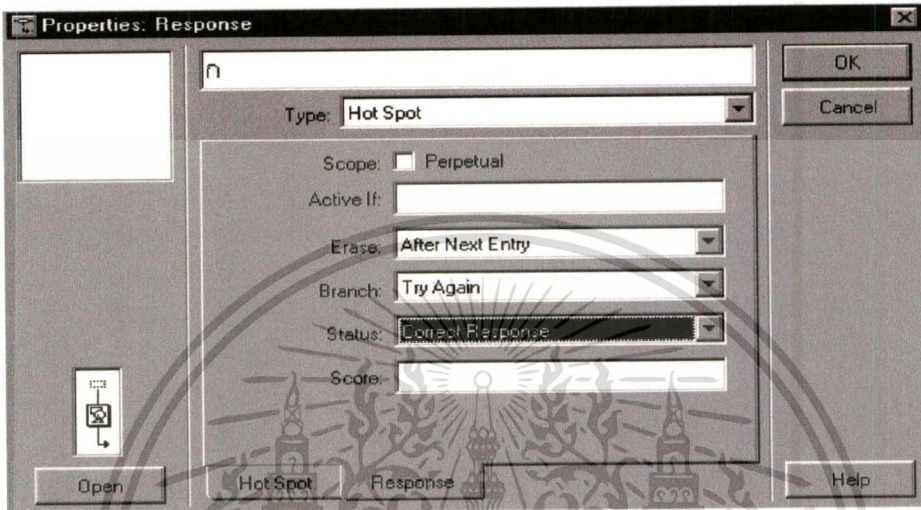 Properties: Response
ก
OK
Type: Hot Spot
Cancel
Scope: Perpetual
Active If:
Erase: After Next Entry
Branch: Try Again
Status: Correct Response
Score:
Open
Hot Spot
Response
Help